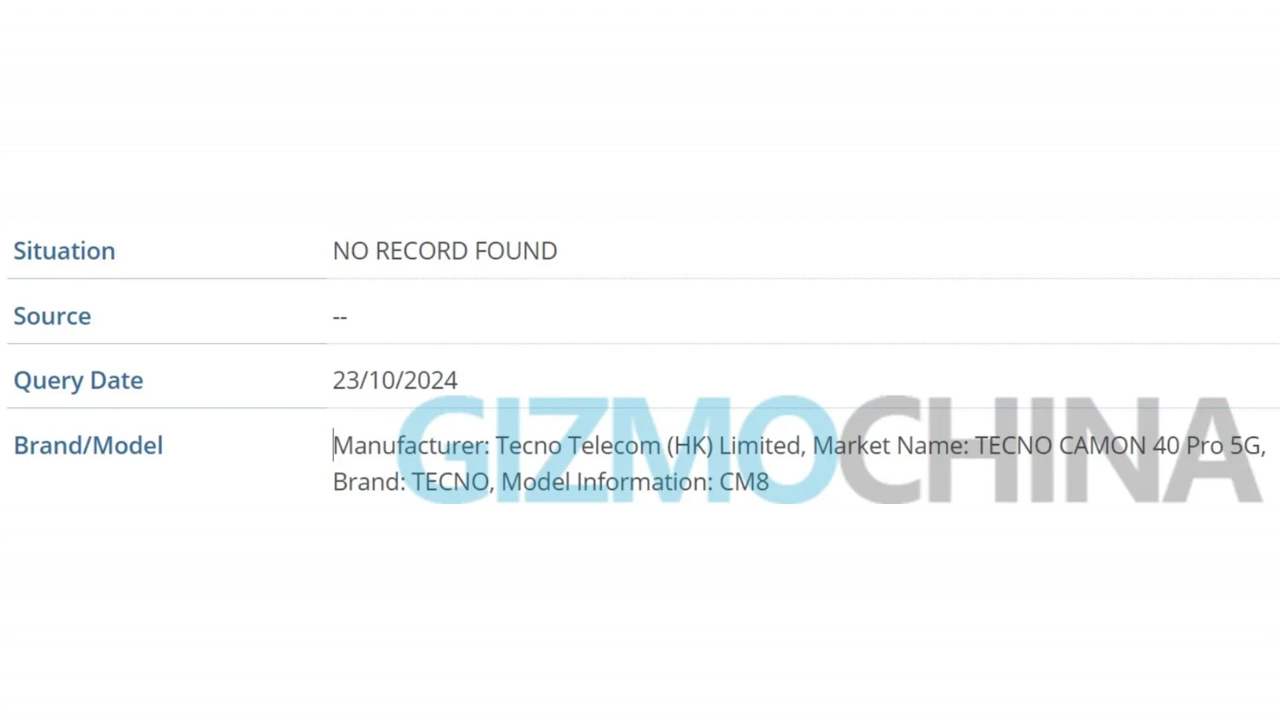 Situation NO RECORD FOUND
Source --
Query Date 23/10/2024
GIZMOCHINA
Brand/Model Manufacturer: Tecno Telecom (HK) Limited, Market Name: TECNO CAMON 40 Pro 5G,
Brand: TECNO, Model Information: CM8